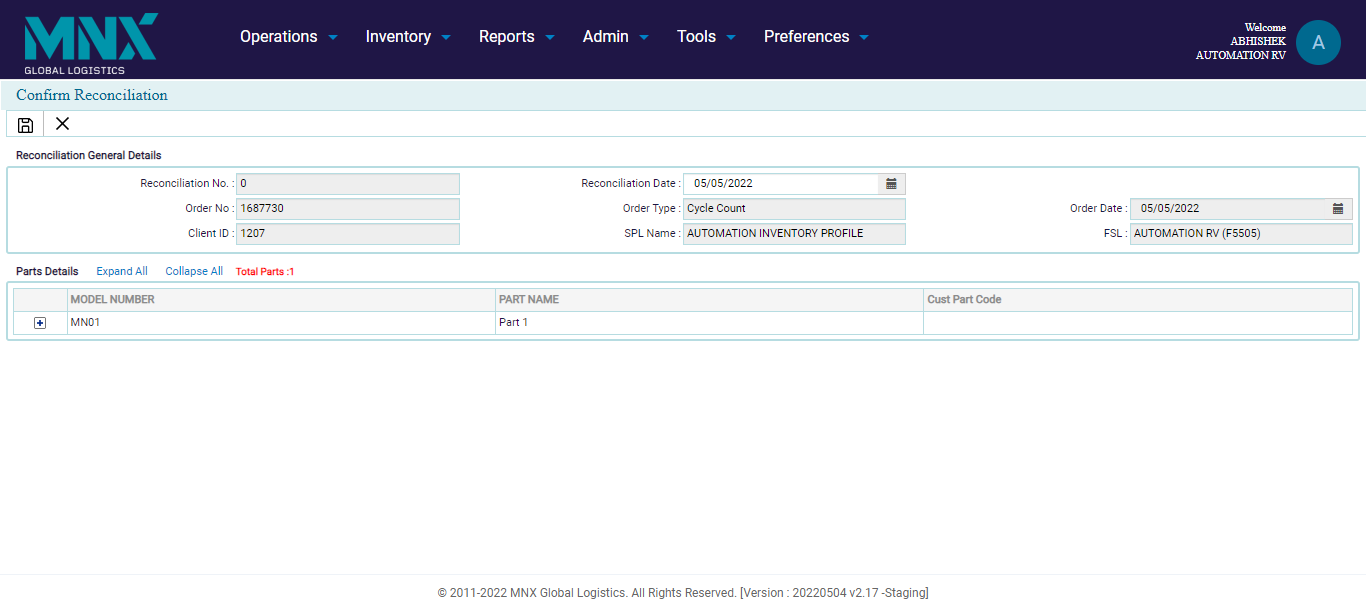 MNX
GLOBAL LOGISTICS
Operations Inventory Reports Admin Tools Preferences
Welcome
ABHISHEK
AUTOMATION RV
A
Confirm Reconciliation
Reconciliation General Details
Reconciliation No. : 0 Reconciliation Date : 05/05/2022
Order No : 1687730 Order Type : Cycle Count Order Date : 05/05/2022
Client ID : 1207 SPL Name : AUTOMATION INVENTORY PROFILE FSL : AUTOMATION RV (F5505)
Parts Details Expand All Collapse All Total Parts :1
MODEL NUMBER PART NAME Cust Part Code
MN01 Part 1
© 2011-2022 MNX Global Logistics. All Rights Reserved. [Version : 20220504 v2.17 -Staging]